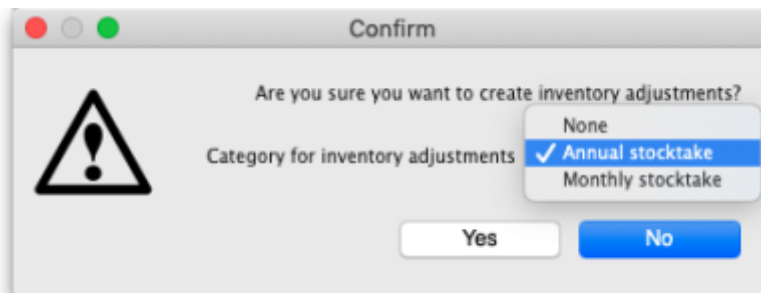 Confirm
Are you sure you want to create inventory adjustments?
None
Category for inventory adjustments ✓ Annual stocktake
Monthly stocktake
Yes No